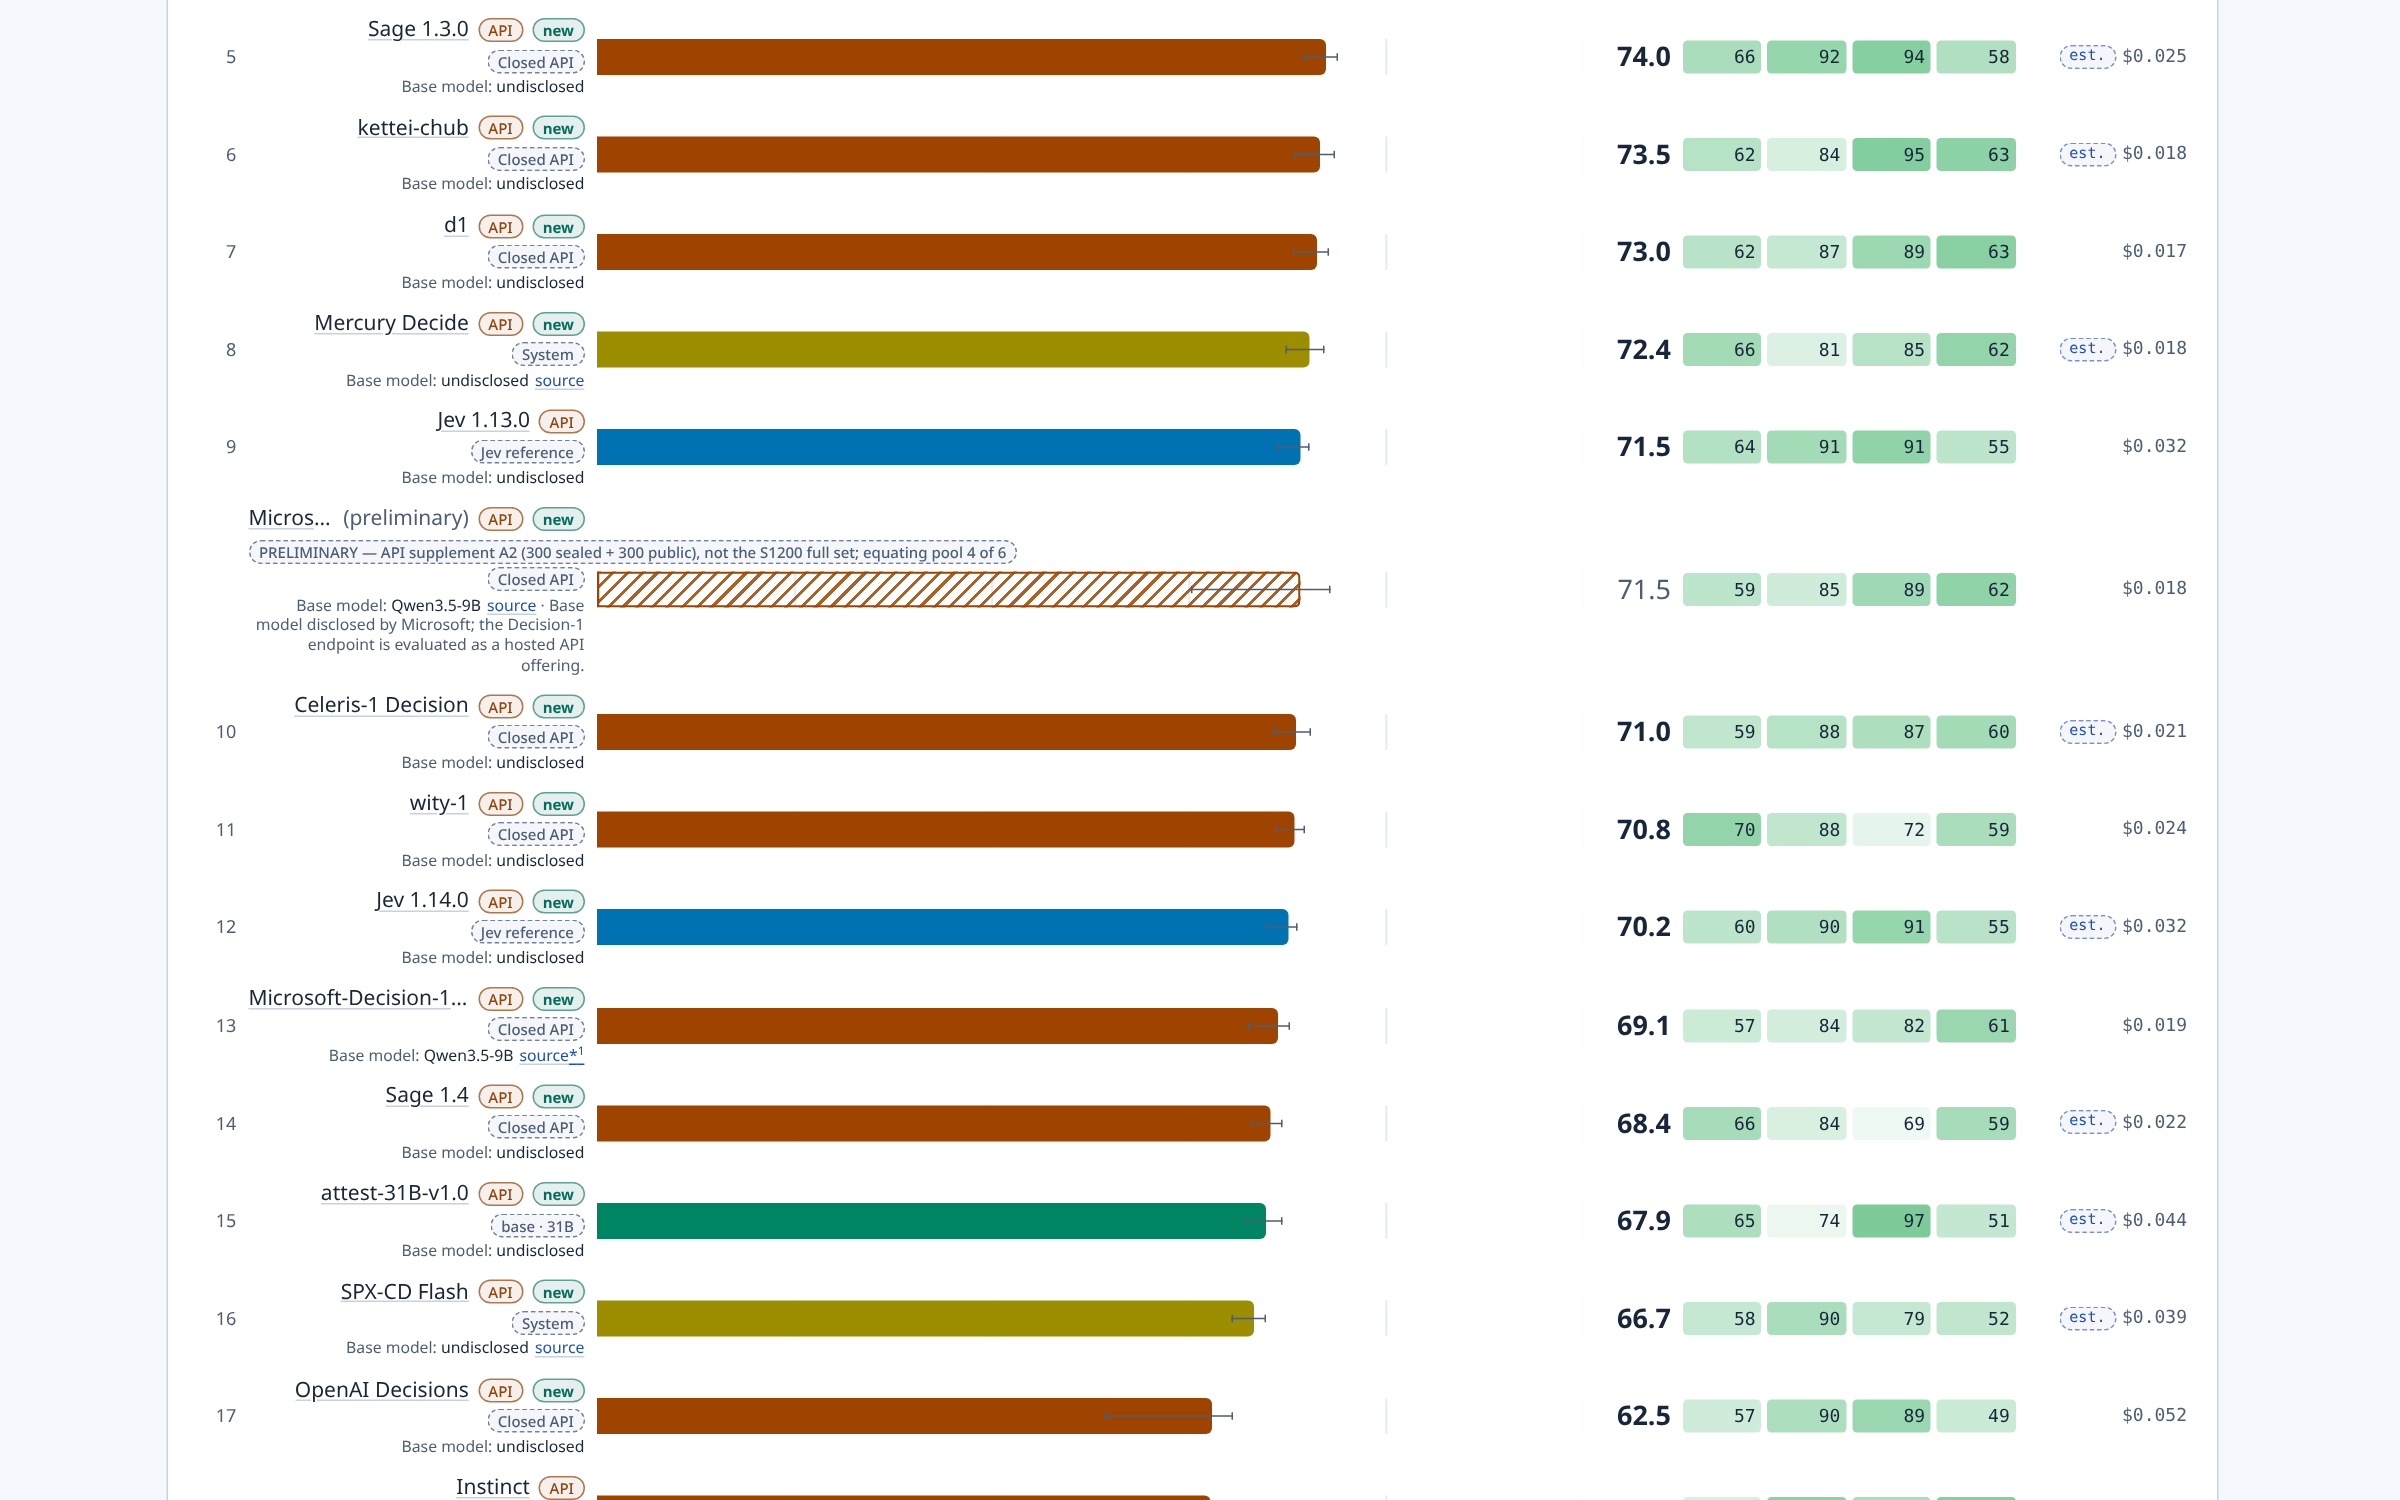 Sage 1.3.0 API new
5 Closed API 74.0 66 92 94 58 est. $0.025
Base model: undisclosed
kettei-chub API new
6 Closed API 73.5 62 84 95 63 est. $0.018
Base model: undisclosed
d1 API new
7 Closed API 73.0 62 87 89 63 $0.017
Base model: undisclosed
Mercury Decide API new
8 System 72.4 66 81 85 62 est. $0.018
Base model: undisclosed source
Jev 1.13.0 API
9 Jev reference 71.5 64 91 91 55 $0.032
Base model: undisclosed
Micros... (preliminary) API new
PRELIMINARY — API supplement A2 (300 sealed + 300 public), not the S1200 full set; equating pool 4 of 6
Closed API 71.5 59 85 89 62 $0.018
Base model: Qwen3.5-9B source · Base
model disclosed by Microsoft; the Decision-1
endpoint is evaluated as a hosted API
offering.
Celeris-1 Decision API new
10 Closed API 71.0 59 88 87 60 est. $0.021
Base model: undisclosed
wity-1 API new
11 Closed API 70.8 70 88 72 59 $0.024
Base model: undisclosed
Jev 1.14.0 API new
12 Jev reference 70.2 60 90 91 55 est. $0.032
Base model: undisclosed
Microsoft-Decision-1... API new
13 Closed API 69.1 57 84 82 61 $0.019
Base model: Qwen3.5-9B source*1
Sage 1.4 API new
14 Closed API 68.4 66 84 69 59 est. $0.022
Base model: undisclosed
attest-31B-v1.0 API new
15 base · 31B 67.9 65 74 97 51 est. $0.044
Base model: undisclosed
SPX-CD Flash API new
16 System 66.7 58 90 79 52 est. $0.039
Base model: undisclosed source
OpenAI Decisions API new
17 Closed API 62.5 57 90 89 49 $0.052
Base model: undisclosed
Instinct API